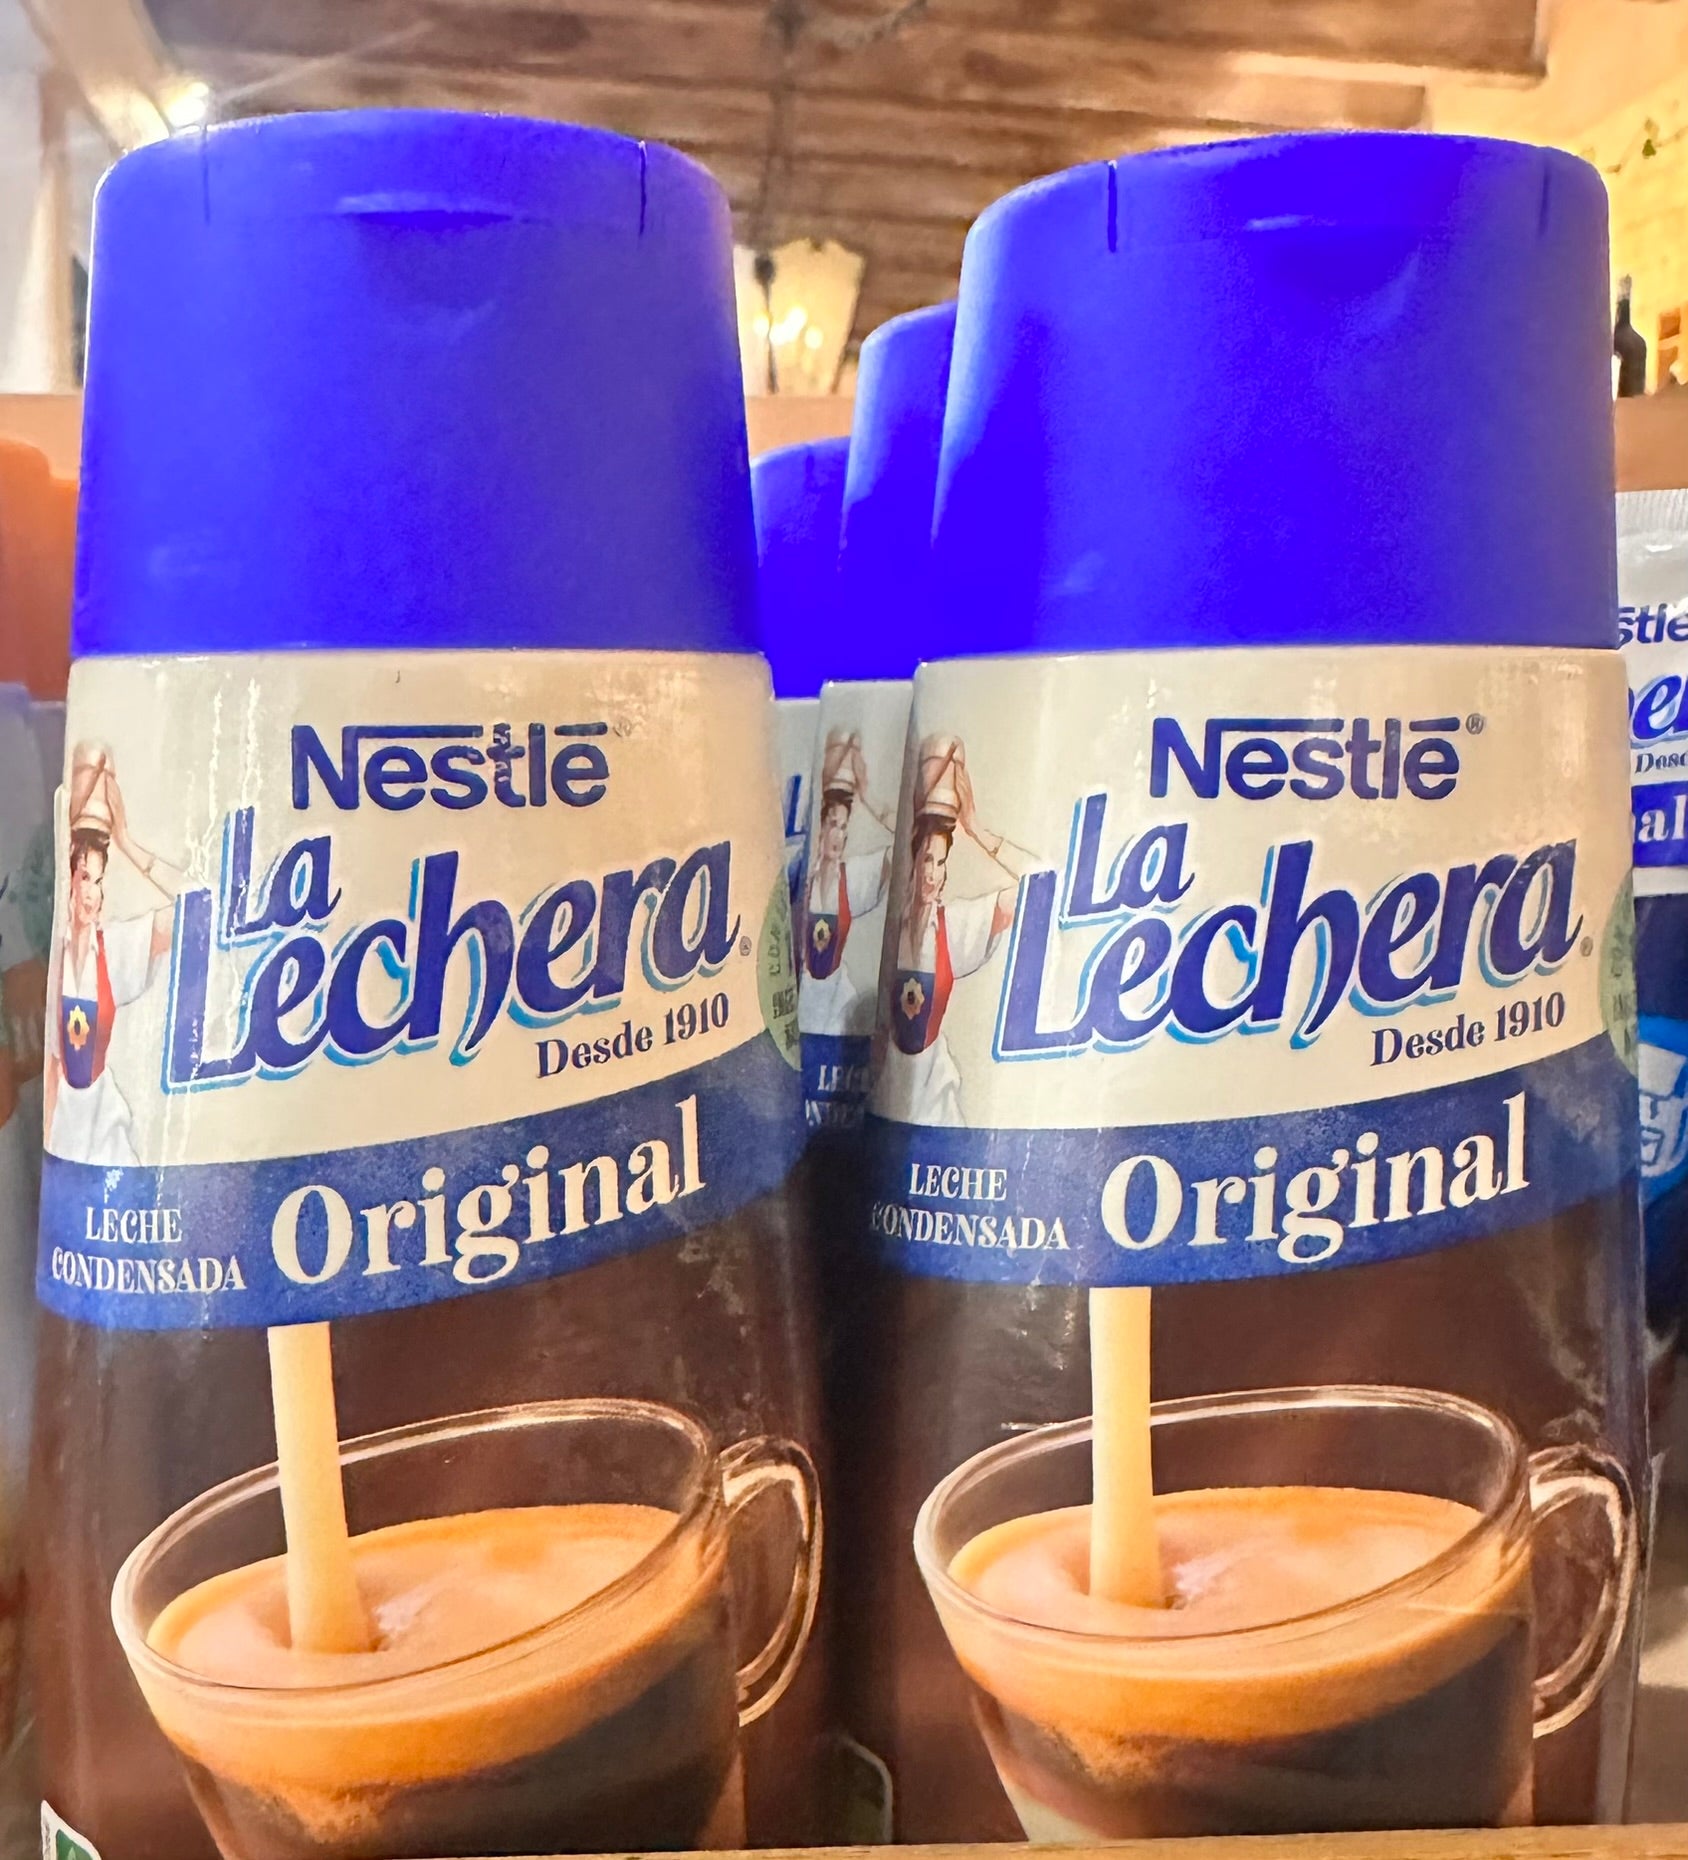 Nestlé®
La
Lechera®
Desde 1910
LECHE
CONDENSADA
Original
Nestlé®
La
Lechera®
Desde 1910
LECHE
CONDENSADA
Original